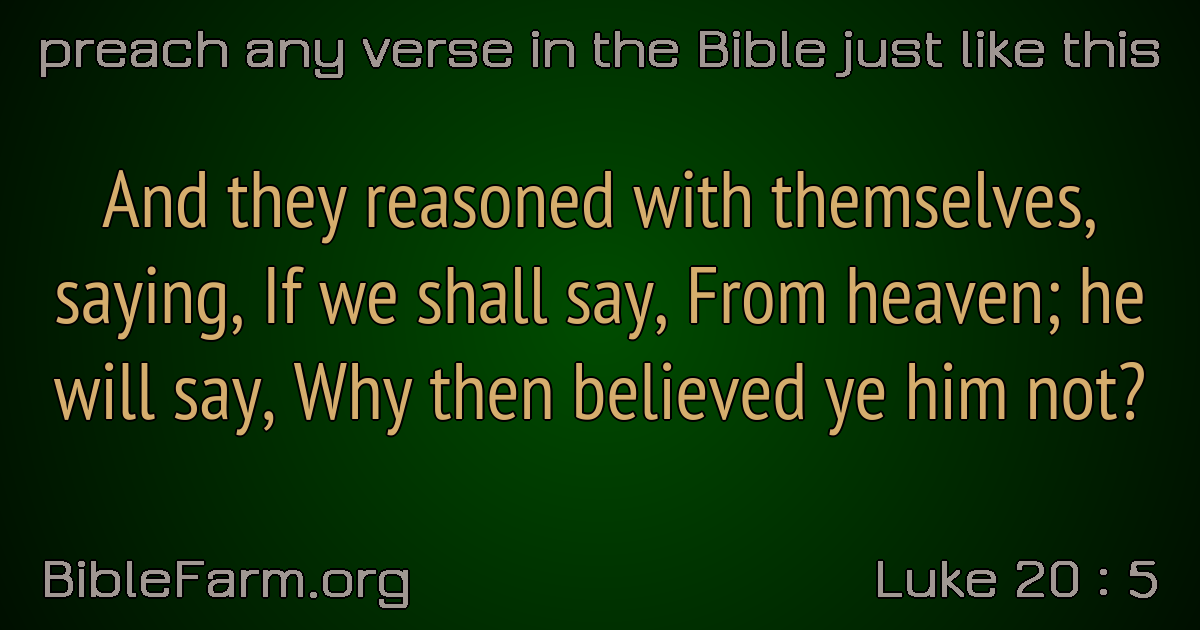 preach any verse in the Bible just like this
And they reasoned with themselves,
saying, If we shall say, From heaven; he
will say, Why then believed ye him not?
BibleFarm.org
Luke 20 : 5